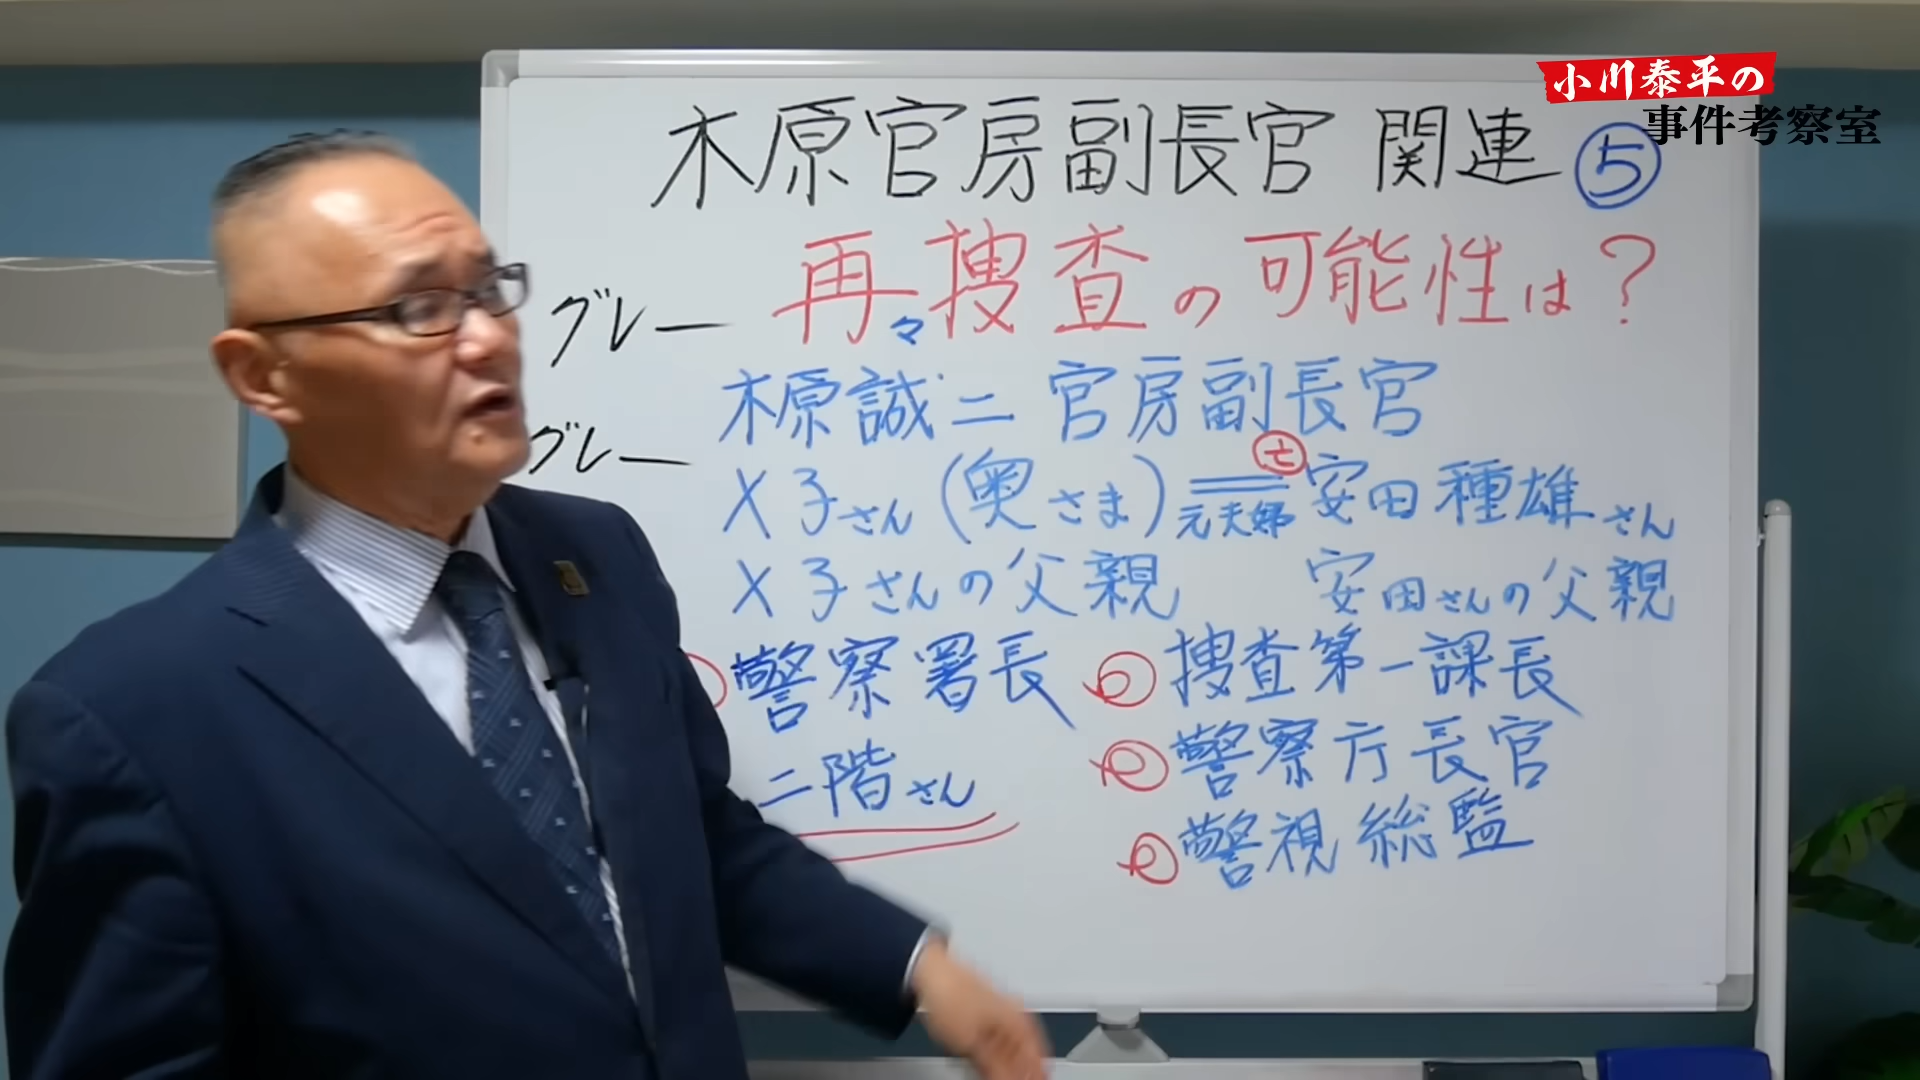 小川泰平の
事件考察室
木原官房副長官 関連 ⑤
再々捜査の可能性は?
グレー
木原誠二 官房副長官
グレー
X子さん(奥さま) 元夫婦 亡 安田種雄さん
X子さんの父親 安田さんの父親
警察署長 捜査第一課長
二階さん 警察庁長官
警視総監